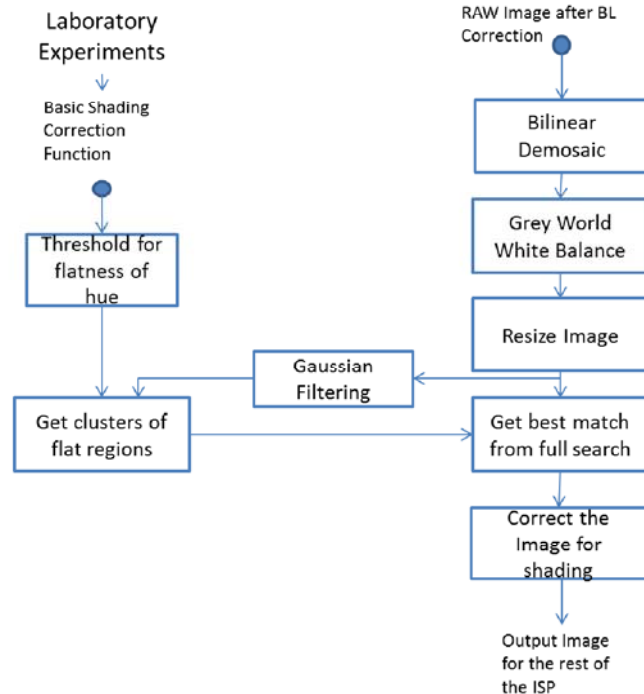 Laboratory
Experiments
Basic Shading
Correction
Function
Threshold for
flatness of
hue
RAW Image after BL
Correction
Bilinear
Demosaic
Grey World
White Balance
Resize Image
Gaussian
Filtering
Get clusters of
flat regions
Get best match
from full search
Correct the
Image for
shading
Output Image
for the rest of
the ISP